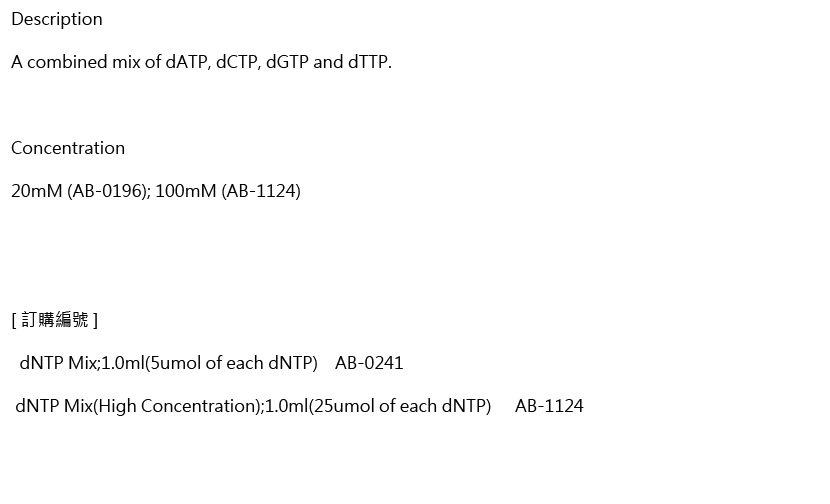 Description
A combined mix of dATP, dCTP, dGTP and dTTP.
Concentration
20mM (AB-0196); 100mM (AB-1124)
[ 訂購編號 ]
dNTP Mix;1.0ml(5umol of each dNTP) AB-0241
dNTP Mix(High Concentration);1.0ml(25umol of each dNTP) AB-1124